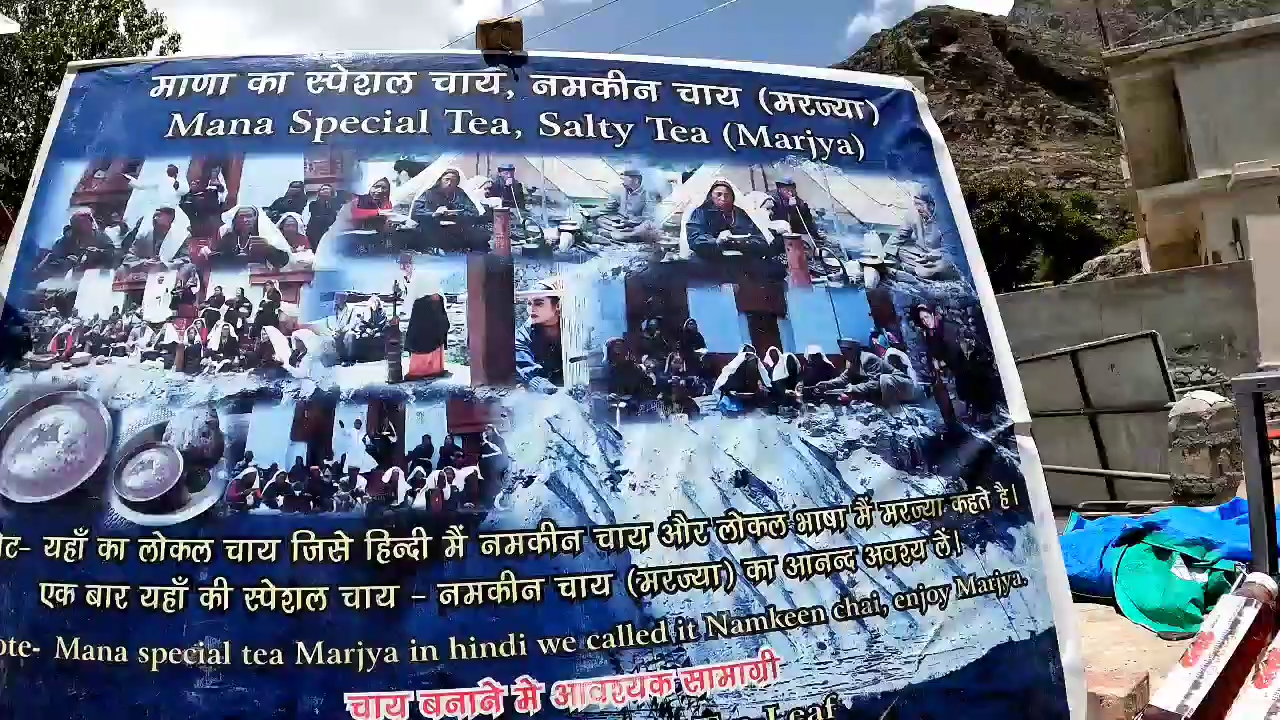 माणा का स्पेशल चाय, नमकीन चाय (मरज्या)
Mana Special Tea, Salty Tea (Marjya)
यहाँ का लोकल चाय जिसे हिन्दी मैं नमकीन चाय और लोकल भाषा मैं मरज्या कहते है।
एक बार यहाँ की स्पेशल चाय - नमकीन चाय (मरज्या) का आनन्द अवश्य ले।
Mana special tea Marjya in hindi we called it Namkeen chai, enjoy Marjya.
चाय बनाने मे आवश्यक सामाग्री
Leaf